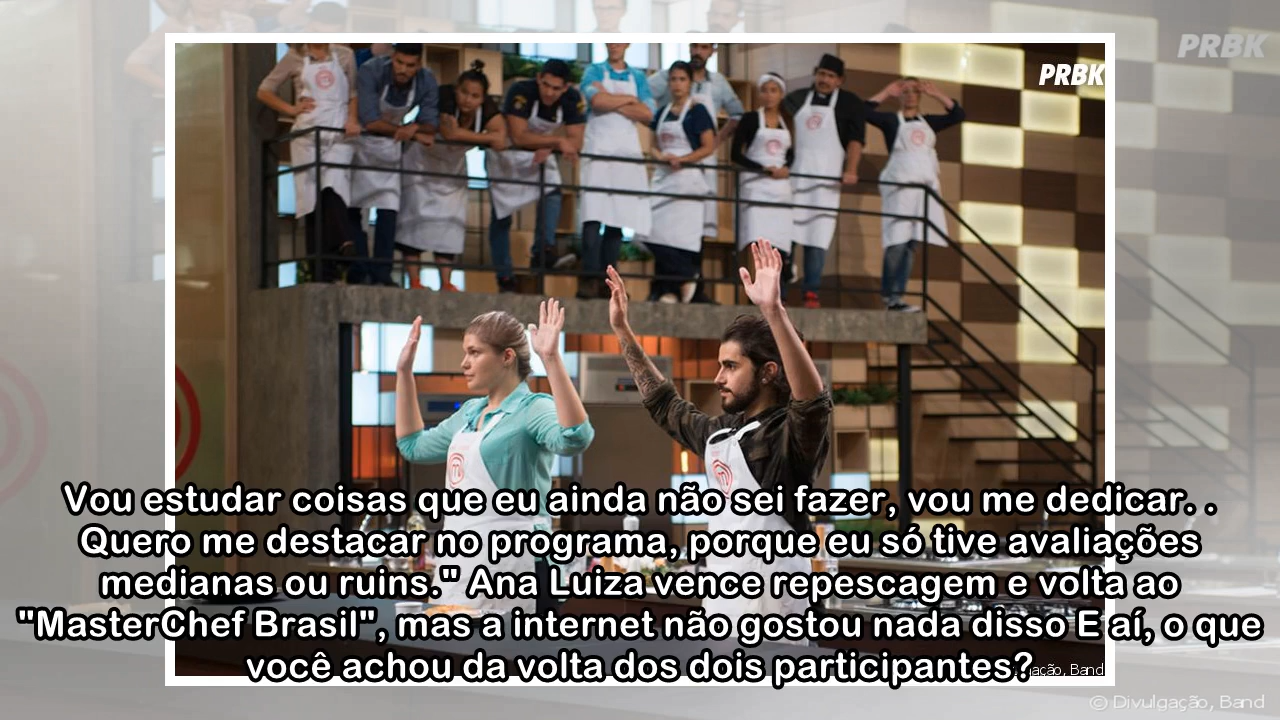 PRBK
PRBK
Vou estudar coisas que eu ainda não sei fazer, vou me dedicar. .
Quero me destacar no programa, porque eu só tive avaliações
medianas ou ruins." Ana Luiza vence repescagem e volta ao
"MasterChef Brasil", mas a internet não gostou nada disso E aí, o que
você achou da volta dos dois participantes?
ação, Band
© Divulgação, Band